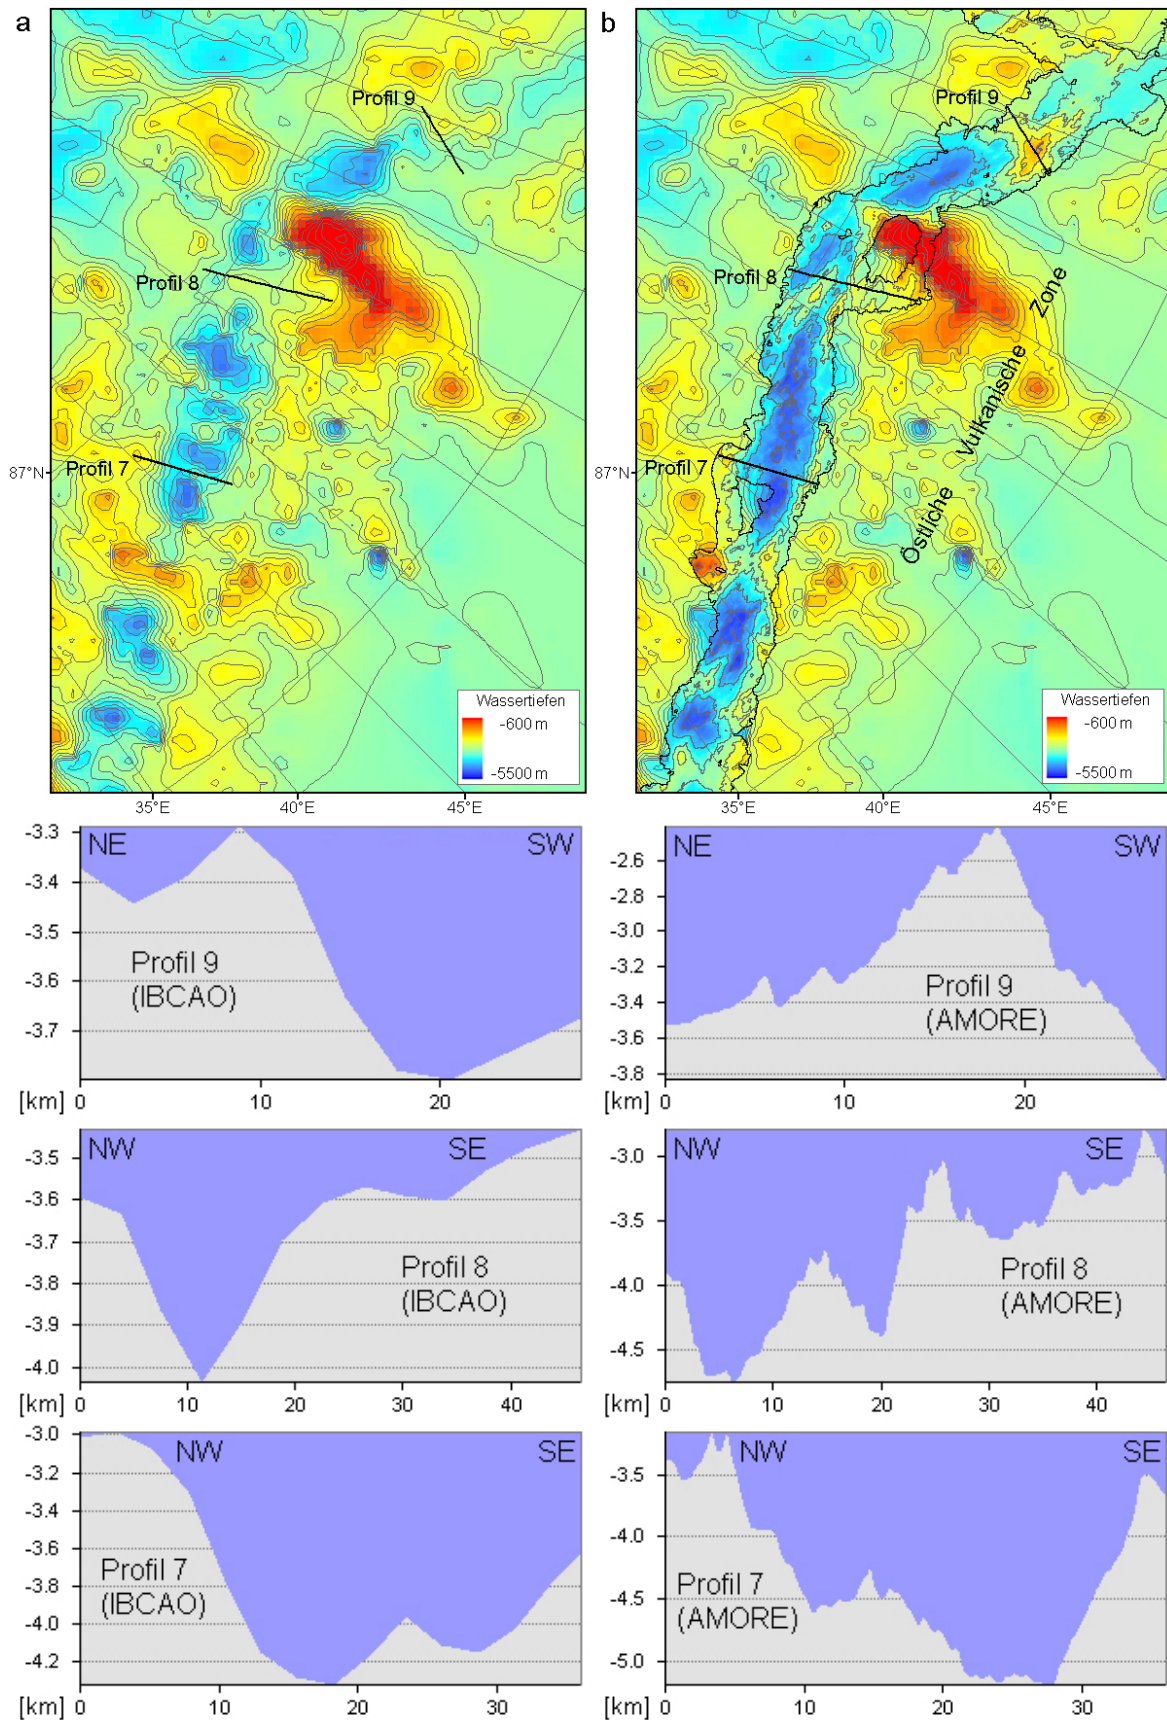 a
Profil 9
Profil 8
Profil 7
87°N
Wassertiefen
-600 m
-5500 m
35°E
40°E
45°E
b
Profil 9
Profil 8
Profil 7
87°N
Östliche Vulkanische Zone
Wassertiefen
-600 m
-5500 m
35°E
40°E
45°E
NE
SW
-3.3
-3.4
-3.5
-3.6
-3.7
Profil 9
(IBCAO)
[km] 0 10 20
NE
SW
-2.6
-2.8
-3.0
-3.2
-3.4
-3.6
-3.8
Profil 9
(AMORE)
[km] 0 10 20
NW
SE
-3.5
-3.6
-3.7
-3.8
-3.9
-4.0
Profil 8
(IBCAO)
[km] 0 10 20 30 40
NW
SE
-3.0
-3.5
-4.0
-4.5
Profil 8
(AMORE)
[km] 0 10 20 30 40
NW
SE
-3.0
-3.2
-3.4
-3.6
-3.8
-4.0
-4.2
Profil 7
(IBCAO)
[km] 0 10 20 30
NW
SE
-3.5
-4.0
-4.5
-5.0
Profil 7
(AMORE)
[km] 0 10 20 30